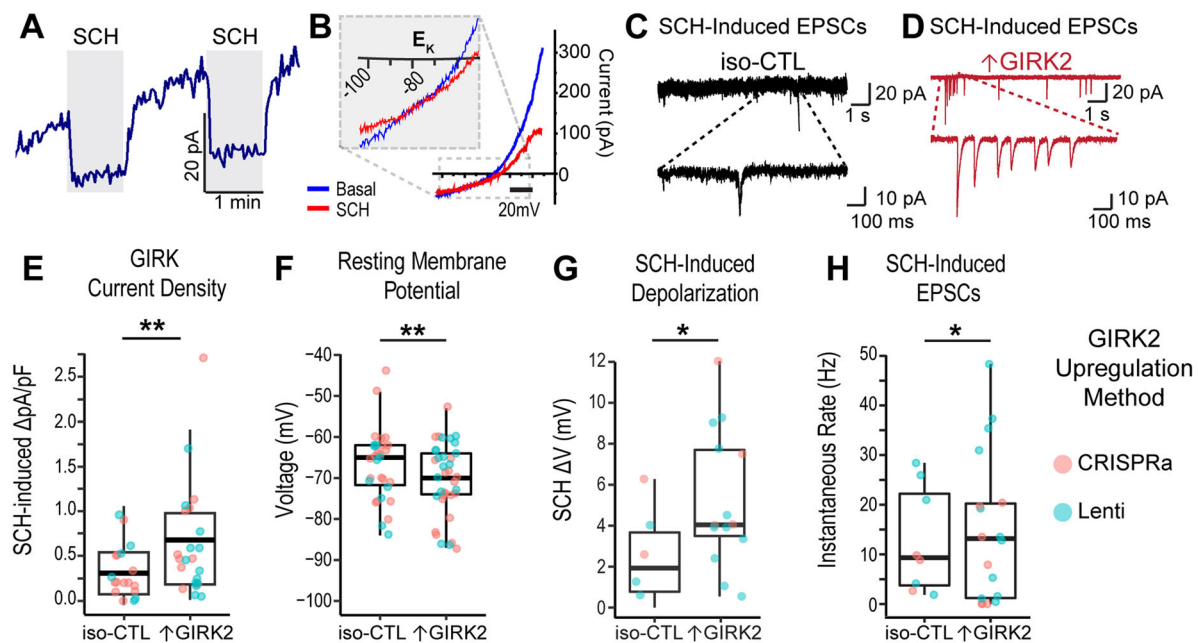 A
SCH
SCH
20 pA
1 min
B
E_K
-100
-80
Basal
SCH
20mV
Current (pA)
300
200
100
0
C
SCH-Induced EPSCs
iso-CTL
20 pA
1 s
10 pA
100 ms
D
SCH-Induced EPSCs
↑GIRK2
20 pA
1 s
10 pA
100 ms
E
GIRK
Current Density
**
SCH-induced ΔpA/pF
2.5
2.0
1.5
1.0
0.5
0.0
iso-CTL ↑GIRK2
F
Resting Membrane
Potential
**
Voltage (mV)
−40
−50
−60
−70
−80
−90
−100
iso-CTL ↑GIRK2
G
SCH-Induced
Depolarization
*
SCH ΔV (mV)
12
10
8
6
4
2
0
iso-CTL ↑GIRK2
H
SCH-Induced
EPSCs
*
Instantaneous Rate (Hz)
50
40
30
20
10
0
iso-CTL ↑GIRK2
GIRK2
Upregulation
Method
CRISPRa
Lenti